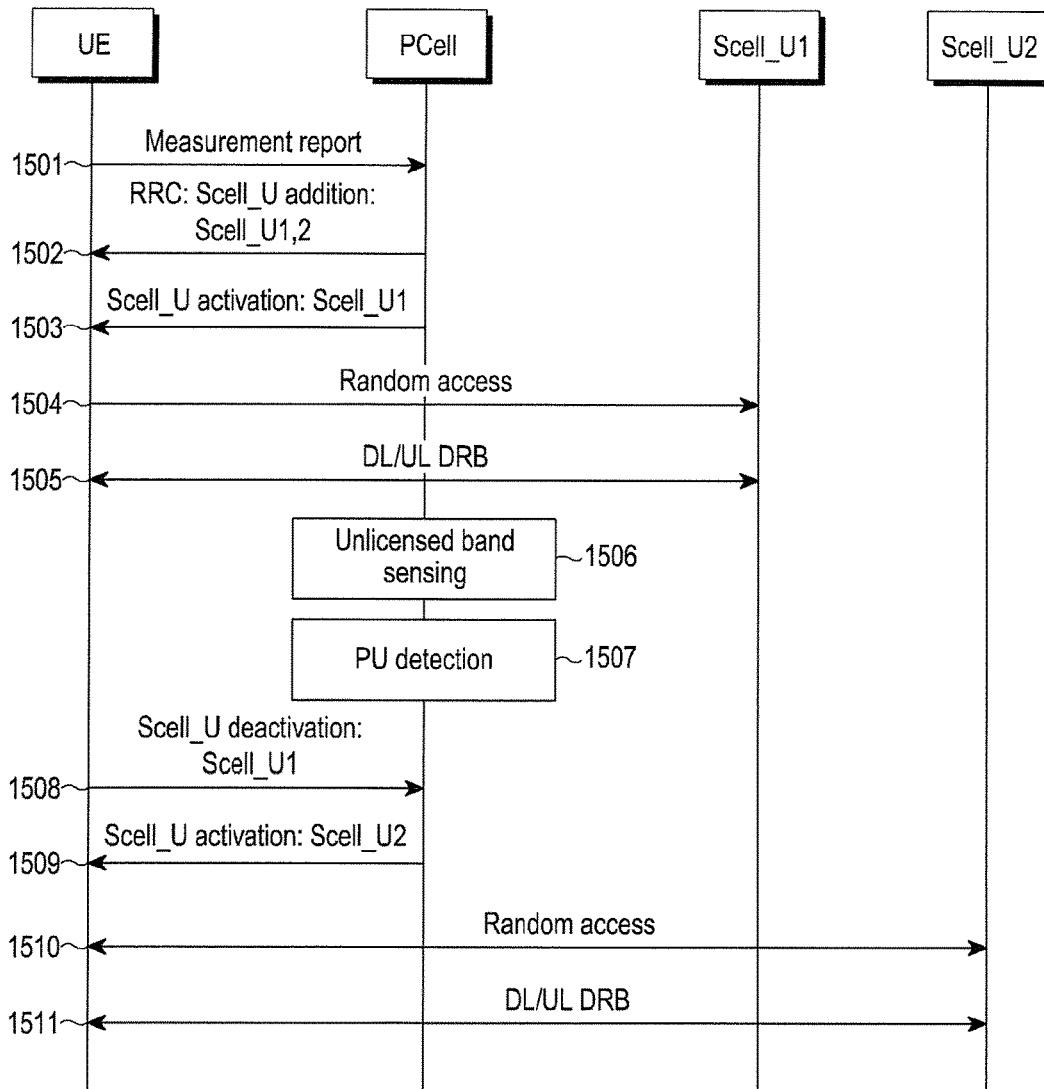 UE
PCell
Scell_U1
Scell_U2
Measurement report
1501
RRC: Scell_U addition:
Scell_U1,2
1502
Scell_U activation: Scell_U1
1503
Random access
1504
DL/UL DRB
1505
Unlicensed band
sensing
1506
PU detection
1507
Scell_U deactivation:
Scell_U1
1508
Scell_U activation: Scell_U2
1509
Random access
1510
DL/UL DRB
1511